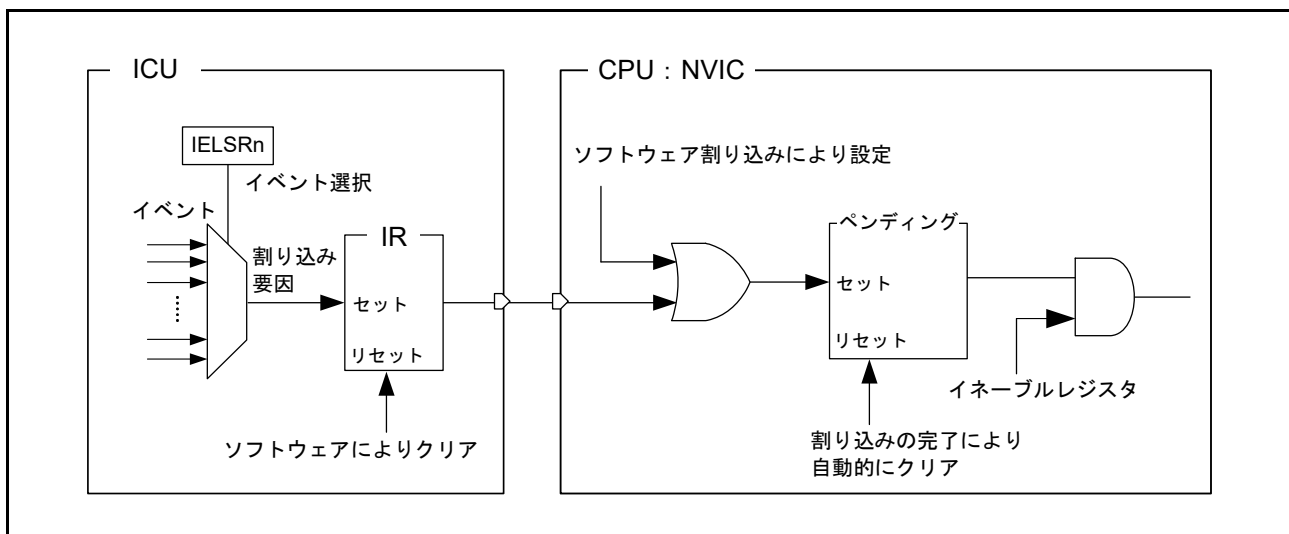 ICU
IELSRn
イベント選択
イベント
割り込み
要因
IR
セット
リセット
ソフトウェアによりクリア
CPU:NVIC
ソフトウェア割り込みにより設定
ペンディング
セット
リセット
イネーブルレジスタ
割り込みの完了により
自動的にクリア